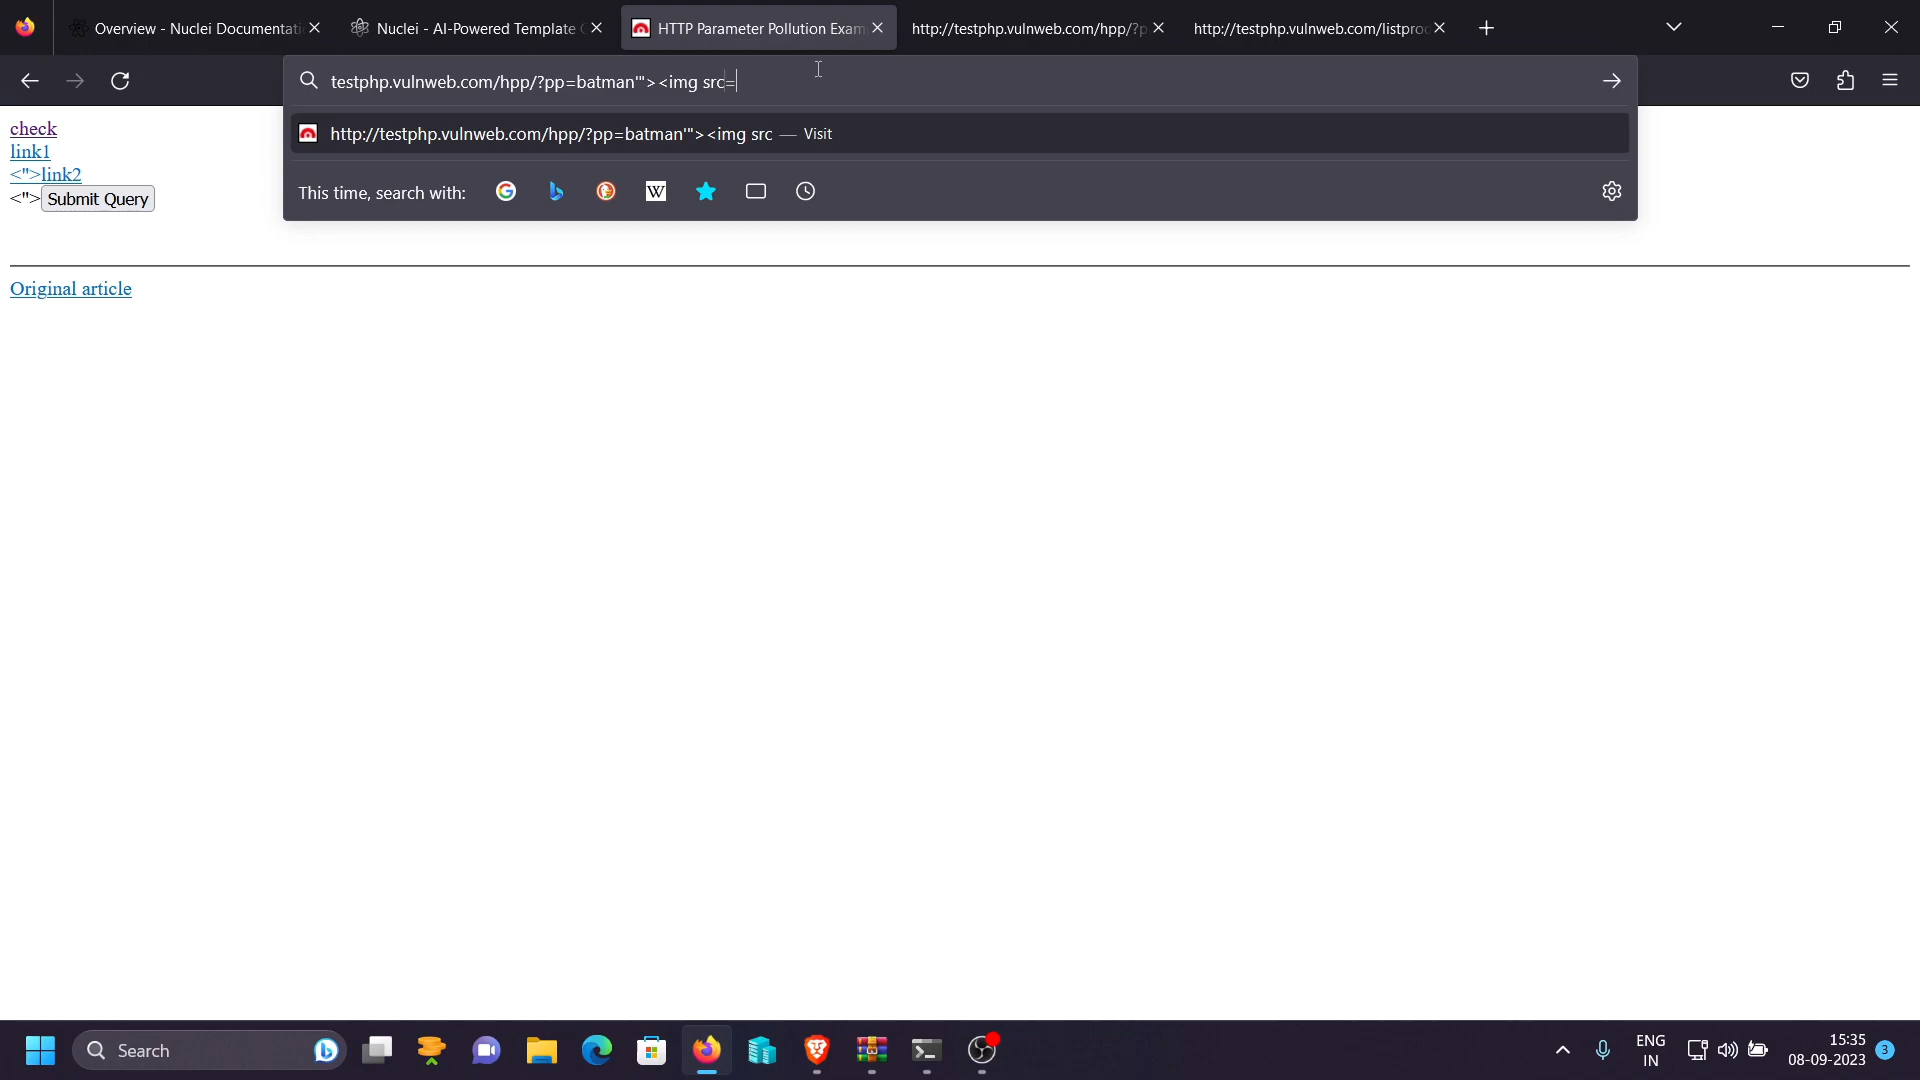 Overview - Nuclei Documentati
Nuclei - AI-Powered Template
HTTP Parameter Pollution Exam
http://testphp.vulnweb.com/hpp/?p
http://testphp.vulnweb.com/listproc
testphp.vulnweb.com/hpp/?pp=batman'"><img src=
http://testphp.vulnweb.com/hpp/?pp=batman'"><img src — Visit
This time, search with:
check
link1
<">link2
<">Submit Query
Original article
Search
ENG
IN
15:35
08-09-2023
3